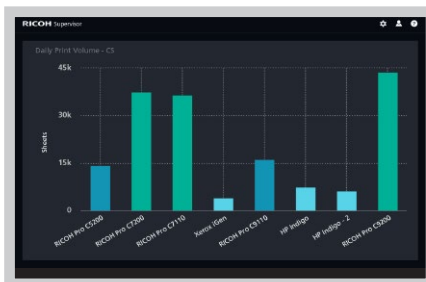 RICOH Supervisor
Daily Print Volume - CS
45k
30k
15k
0
Sheets
RICOH Pro C5200
RICOH Pro C7200
RICOH Pro C7110
Xerox iGen
RICOH Pro C9110
HP Indigo
HP Indigo - 2
RICOH Pro C9200